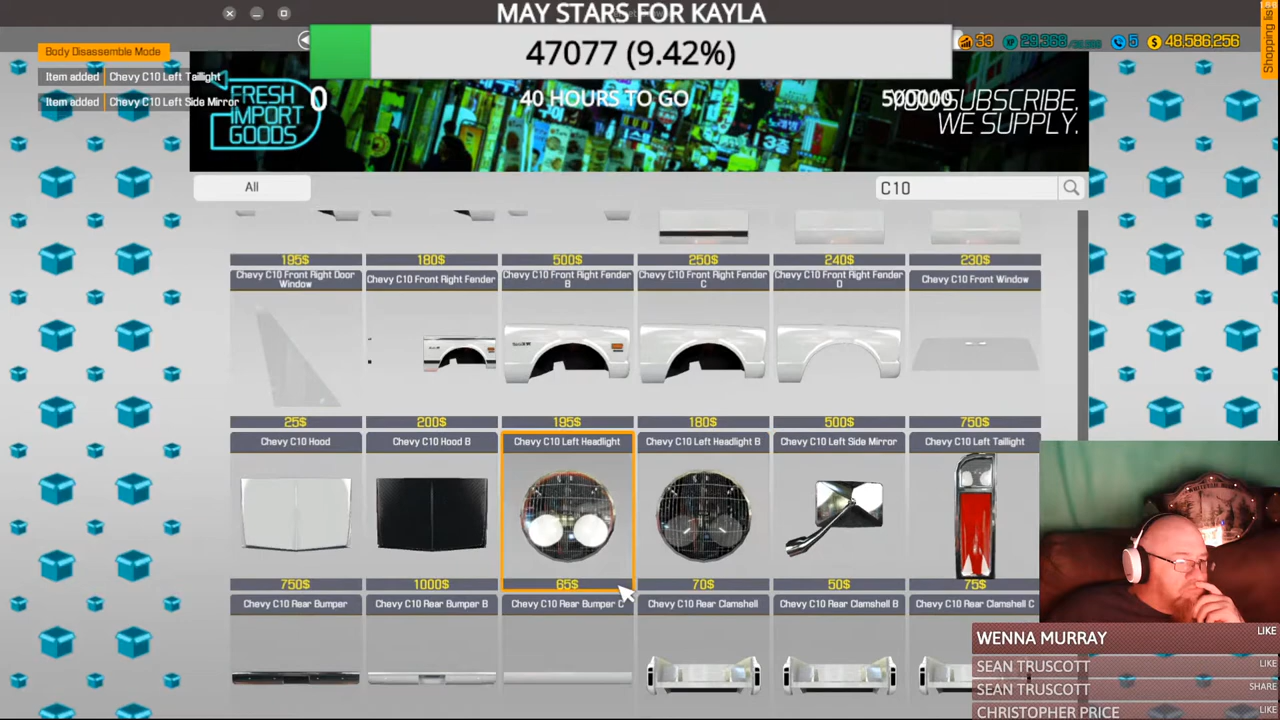 MAY STARS FOR KAYLA
47077 (9.42%)
0
40 HOURS TO GO
500000
Body Disassemble Mode
Item added Chevy C10 Left Taillight
Item added Chevy C10 Left Side Mirror
33
5
48,586,256
Shopping list
FRESH
IMPORT
GOODS
SUBSCRIBE.
WE SUPPLY.
All
C10
195$ 180$ 500$ 250$ 240$ 230$
Chevy C10 Front Right Door Window
Chevy C10 Front Right Fender
Chevy C10 Front Right Fender B
Chevy C10 Front Right Fender C
Chevy C10 Front Right Fender D
Chevy C10 Front Window
25$ 200$ 195$ 180$ 500$ 750$
Chevy C10 Hood
Chevy C10 Hood B
Chevy C10 Left Headlight
Chevy C10 Left Headlight B
Chevy C10 Left Side Mirror
Chevy C10 Left Taillight
750$ 1000$ 65$ 70$ 50$ 75$
Chevy C10 Rear Bumper
Chevy C10 Rear Bumper B
Chevy C10 Rear Bumper C
Chevy C10 Rear Clamshell
Chevy C10 Rear Clamshell B
Chevy C10 Rear Clamshell C
WENNA MURRAY LIKE
SEAN TRUSCOTT LIKE
SEAN TRUSCOTT SHARE
CHRISTOPHER PRICE LIKE